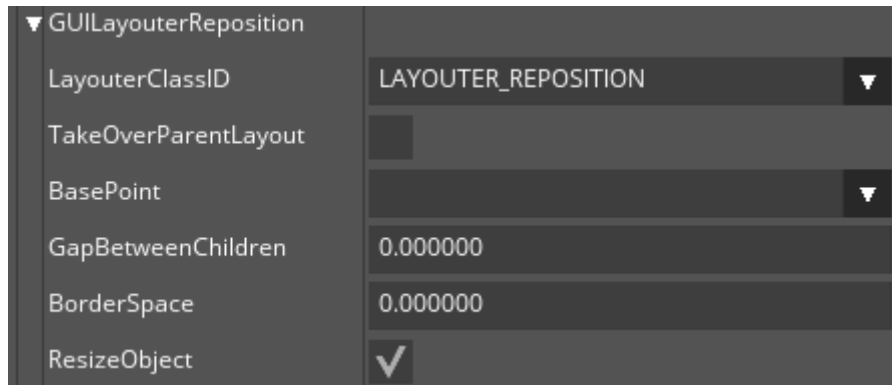 GUILayouterReposition
LayouterClassID LAYOUTER_REPOSITION
TakeOverParentLayout
BasePoint
GapBetweenChildren 0.000000
BorderSpace 0.000000
ResizeObject